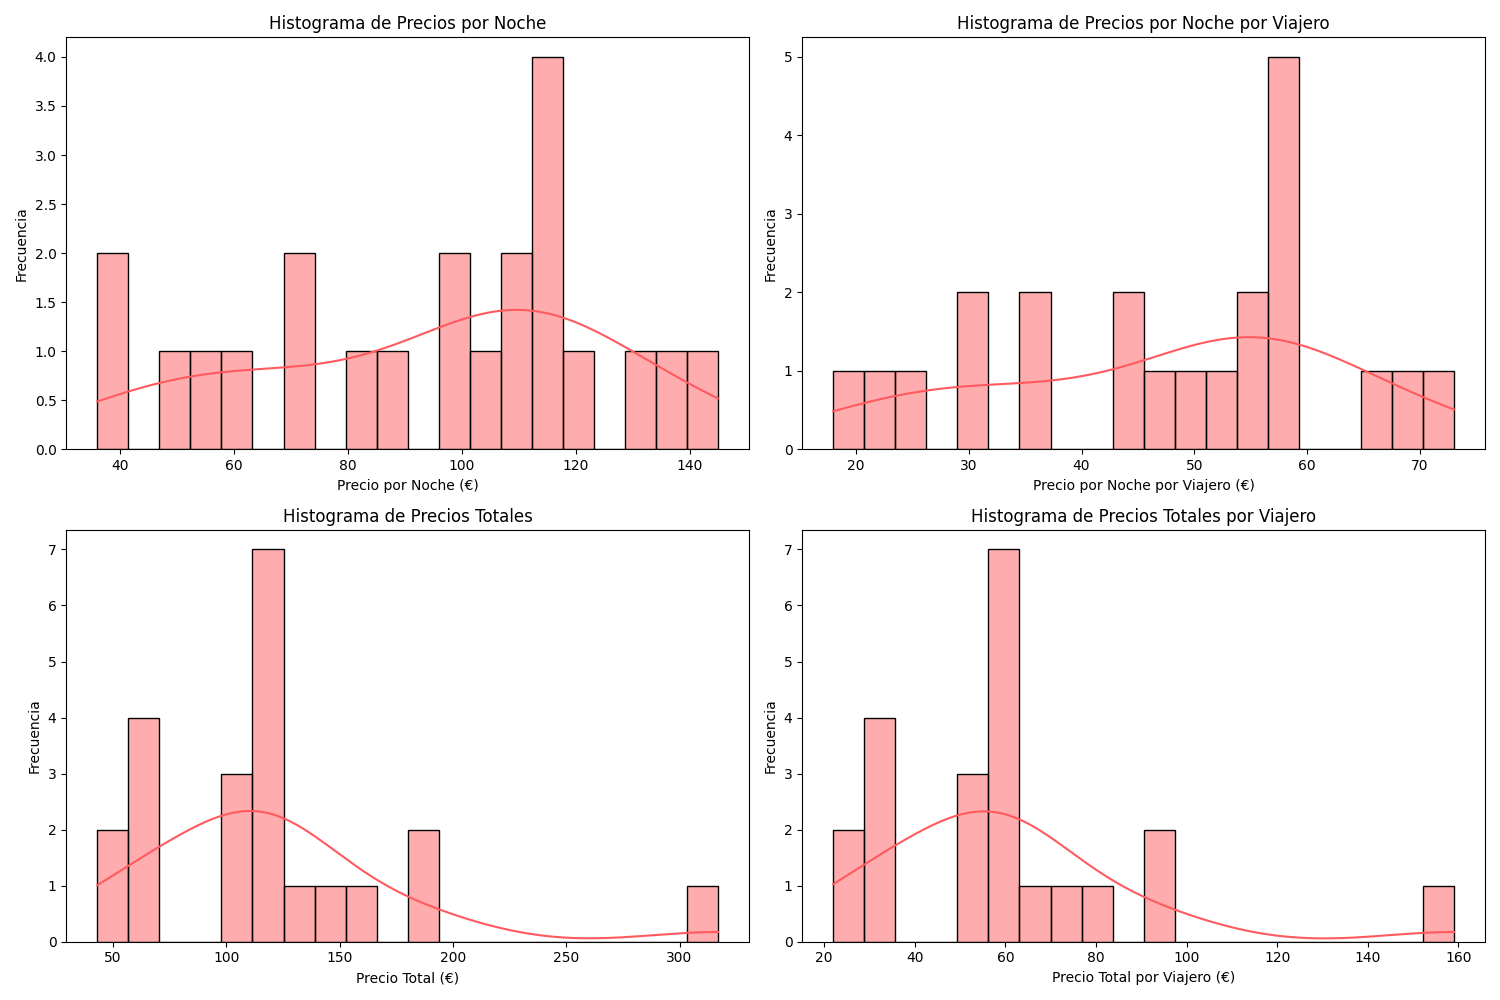 Histograma de Precios por Noche
4.0
3.5
3.0
2.5
2.0
1.5
1.0
0.5
0.0
Frecuencia
40 60 80 100 120 140
Precio por Noche (€)
Histograma de Precios por Noche por Viajero
5
4
3
2
1
0
Frecuencia
20 30 40 50 60 70
Precio por Noche por Viajero (€)
Histograma de Precios Totales
7
6
5
4
3
2
1
0
Frecuencia
50 100 150 200 250 300
Precio Total (€)
Histograma de Precios Totales por Viajero
7
6
5
4
3
2
1
0
Frecuencia
20 40 60 80 100 120 140 160
Precio Total por Viajero (€)